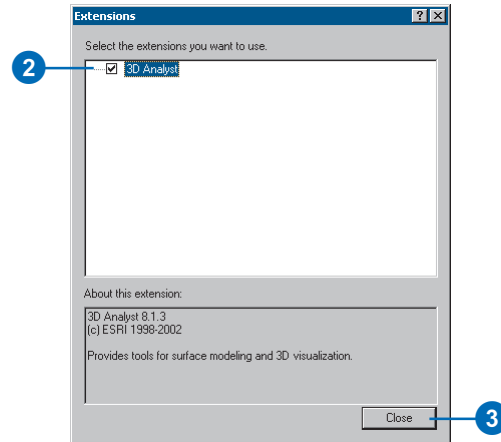 Extensions
Select the extensions you want to use.
2
3D Analyst
About this extension:
3D Analyst 8.1.3
(c) ESRI 1998-2002
Provides tools for surface modeling and 3D visualization.
Close
3